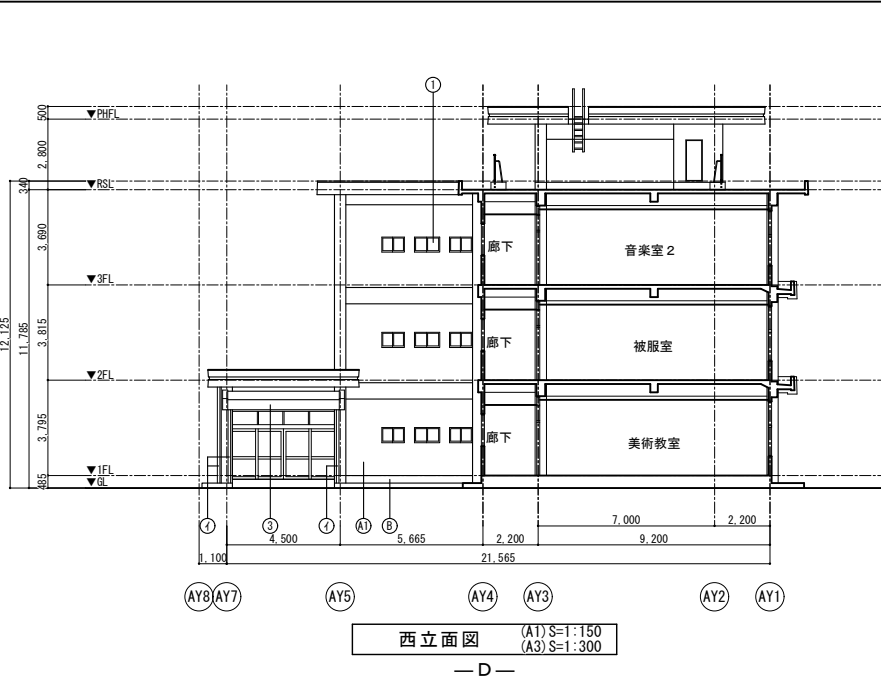 ①
500
▼PHFL
2,800
▼RSL
340
3,690
廊下
音楽室2
▼3FL
12,125
11,785
3,815
廊下
被服室
▼2FL
3,795
廊下
美術教室
▼1FL
485
▼GL
イ
3
イ
A1
B
7,000
2,200
4,500
5,665
2,200
9,200
1,100
21,565
AY8
AY7
AY5
AY4
AY3
AY2
AY1
西立面図
(A1) S=1:150
(A3) S=1:300
—D—